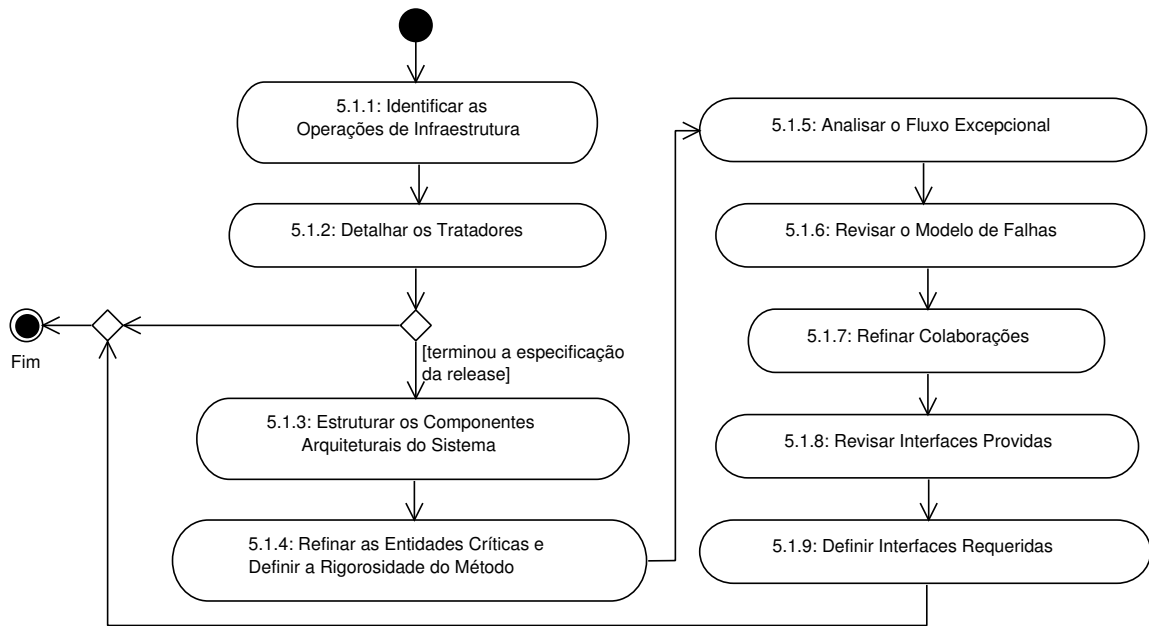 5.1.1: Identificar as
Operações de Infraestrutura
5.1.2: Detalhar os Tratadores
Fim
[terminou a especificação
da release]
5.1.3: Estruturar os Componentes
Arquiteturais do Sistema
5.1.4: Refinar as Entidades Críticas e
Definir a Rigorosidade do Método
5.1.5: Analisar o Fluxo Excepcional
5.1.6: Revisar o Modelo de Falhas
5.1.7: Refinar Colaborações
5.1.8: Revisar Interfaces Providas
5.1.9: Definir Interfaces Requeridas